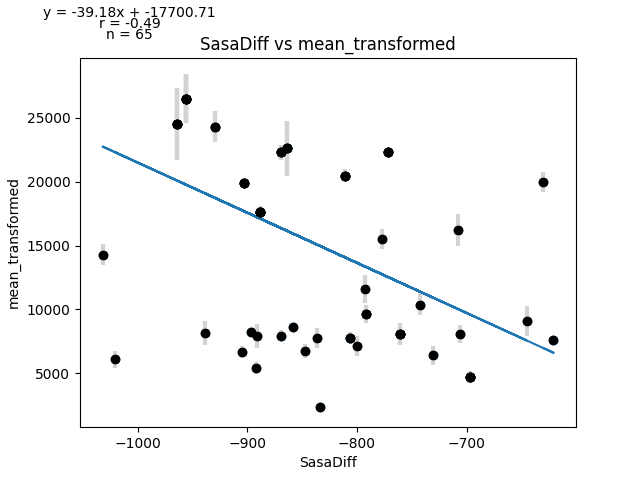 y = -39.18x + -17700.71
r = -0.49
n = 65
SasaDiff vs mean_transformed
mean_transformed
25000
20000
15000
10000
5000
−1000
−900
−800
−700
SasaDiff